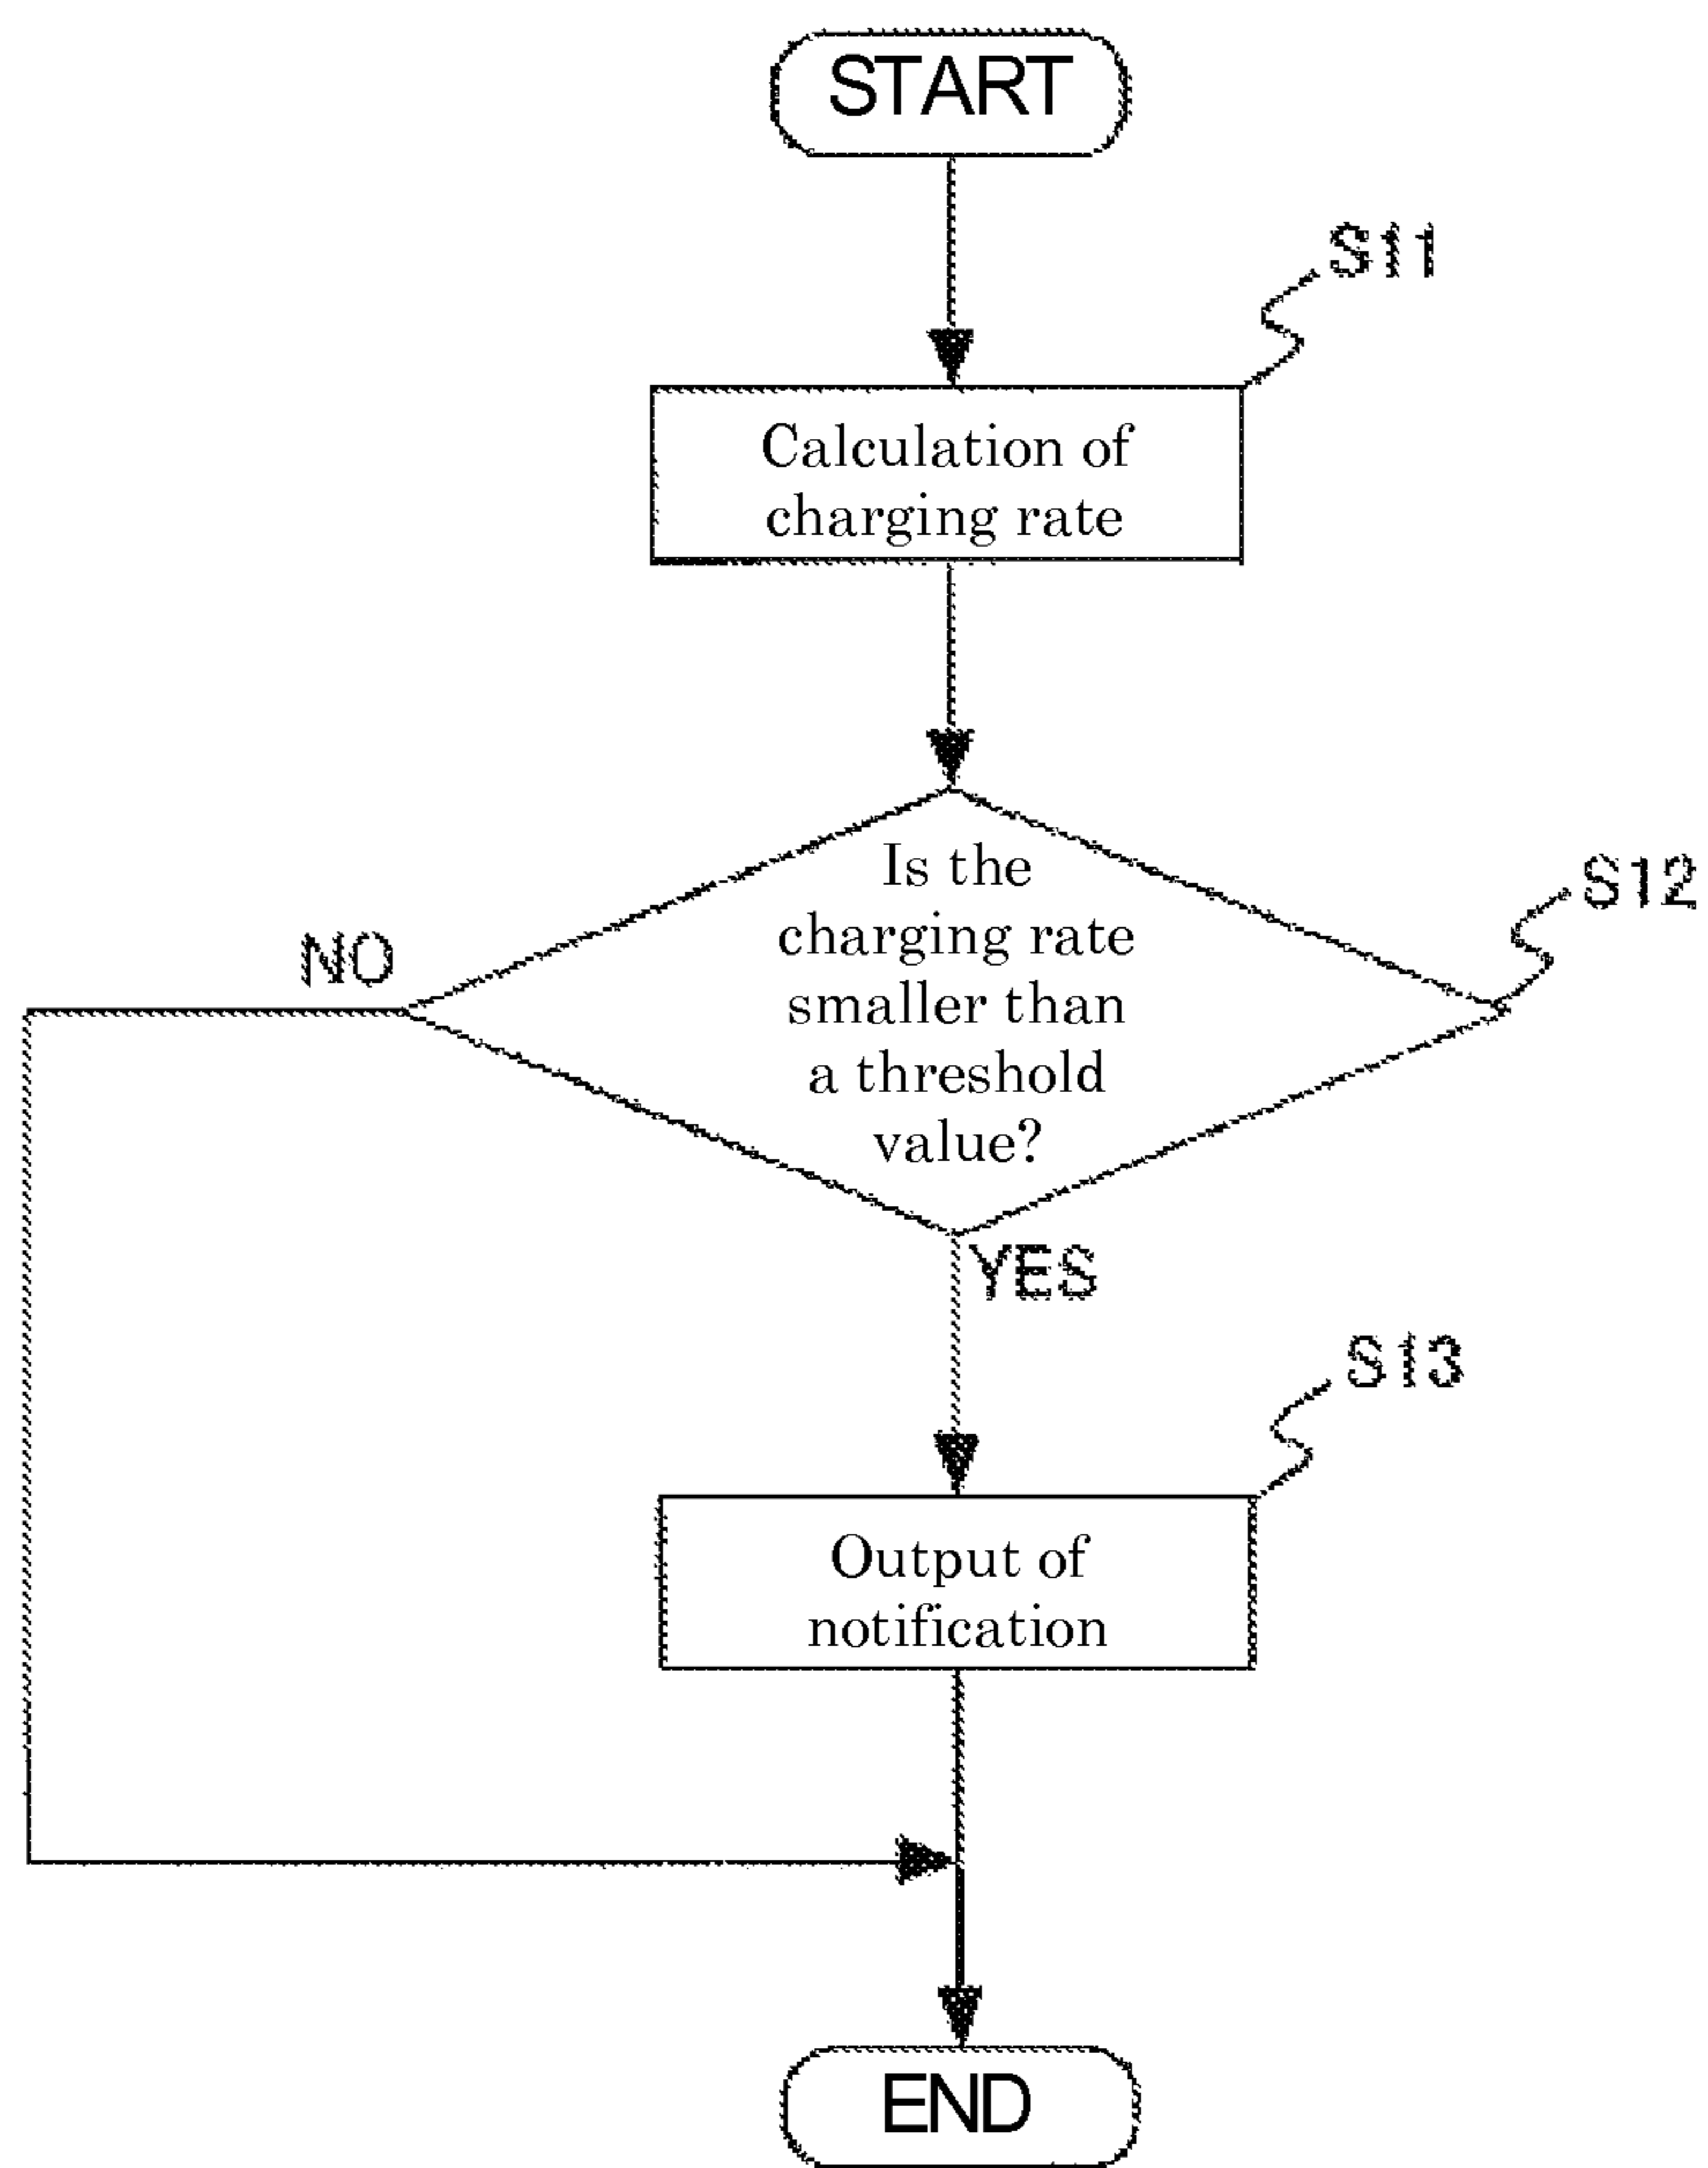 START
S11
Calculation of
charging rate
Is the
charging rate
smaller than
a threshold
value?
S12
NO
YES
S13
Output of
notification
END